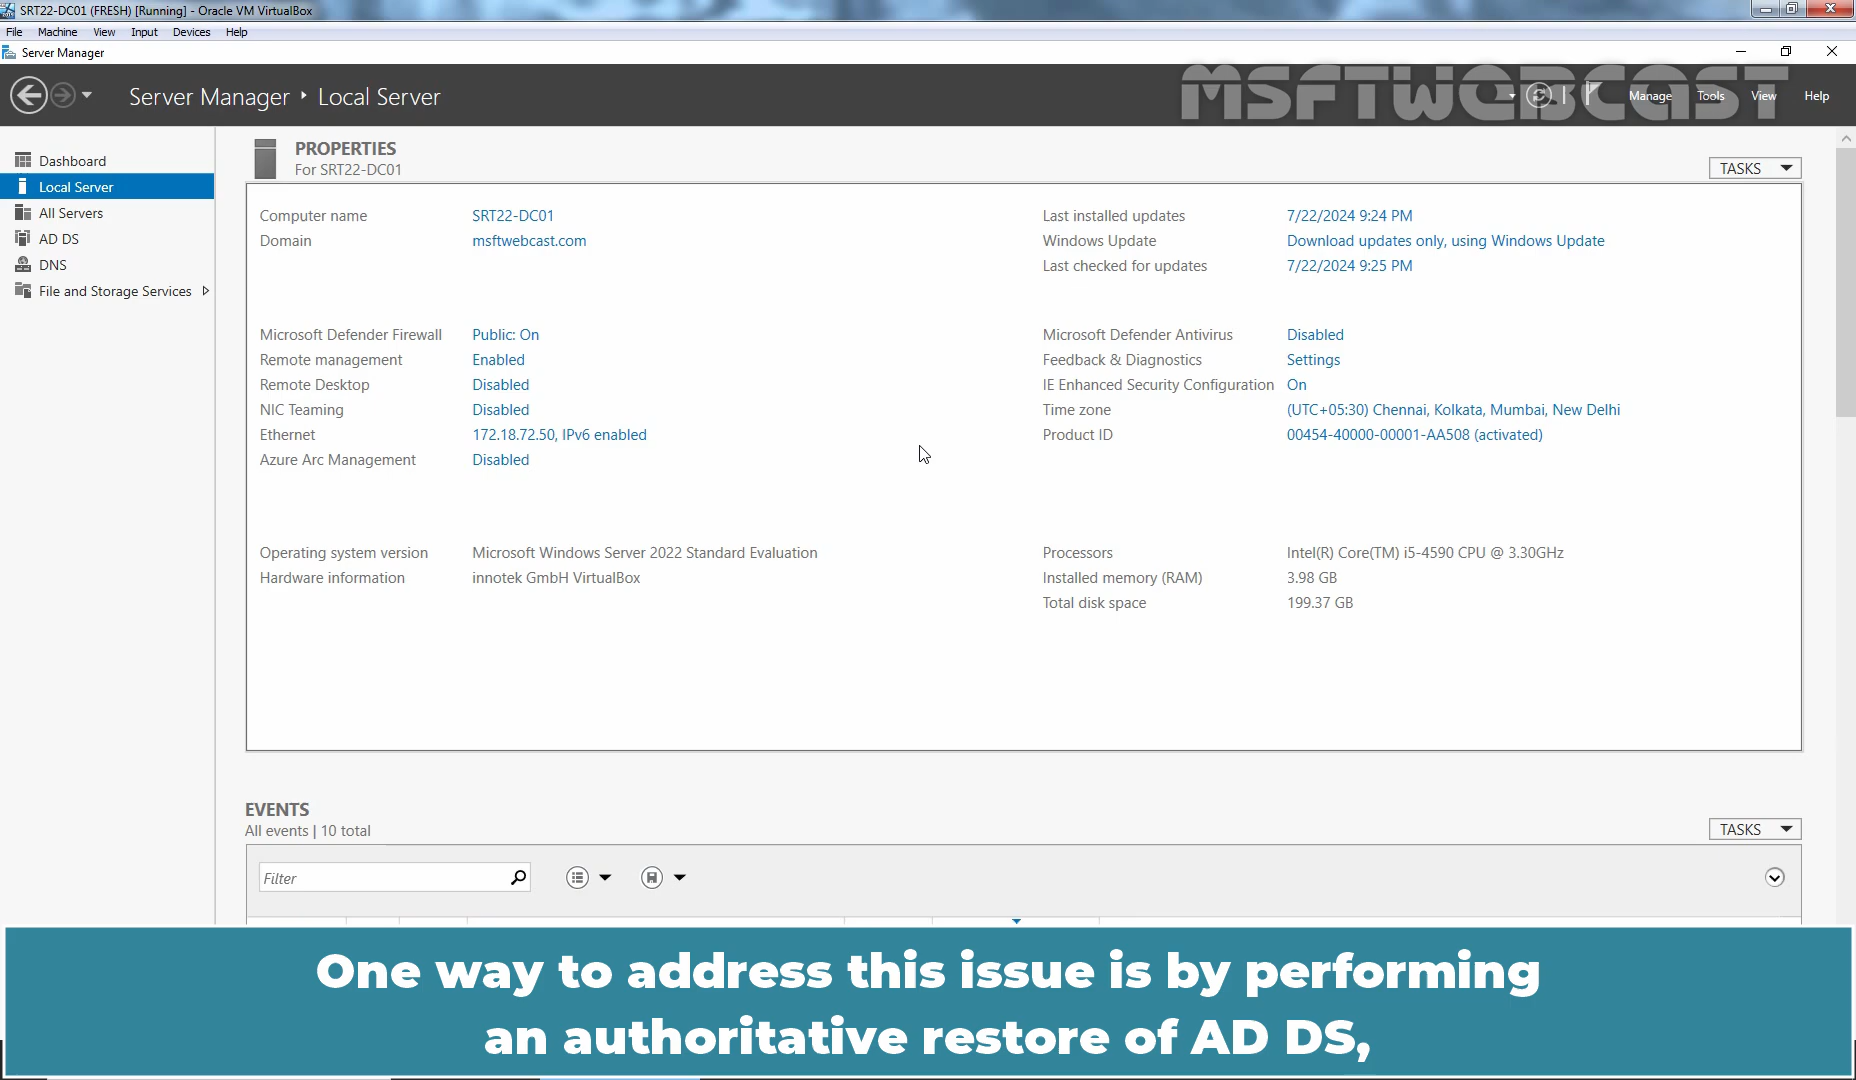 SRT22-DC01 (FRESH) [Running] - Oracle VM VirtualBox
File Machine View Input Devices Help
Server Manager
Server Manager ‣ Local Server
MSFTWEBCAST
Manage Tools View Help
Dashboard
Local Server
All Servers
AD DS
DNS
File and Storage Services
PROPERTIES
For SRT22-DC01
TASKS
Computer name SRT22-DC01
Domain msftwebcast.com
Last installed updates 7/22/2024 9:24 PM
Windows Update Download updates only, using Windows Update
Last checked for updates 7/22/2024 9:25 PM
Microsoft Defender Firewall Public: On
Remote management Enabled
Remote Desktop Disabled
NIC Teaming Disabled
Ethernet 172.18.72.50, IPv6 enabled
Azure Arc Management Disabled
Microsoft Defender Antivirus Disabled
Feedback & Diagnostics Settings
IE Enhanced Security Configuration On
Time zone (UTC+05:30) Chennai, Kolkata, Mumbai, New Delhi
Product ID 00454-40000-00001-AA508 (activated)
Operating system version Microsoft Windows Server 2022 Standard Evaluation
Hardware information innotek GmbH VirtualBox
Processors Intel(R) Core(TM) i5-4590 CPU @ 3.30GHz
Installed memory (RAM) 3.98 GB
Total disk space 199.37 GB
EVENTS
All events | 10 total
TASKS
Filter
One way to address this issue is by performing
an authoritative restore of AD DS,